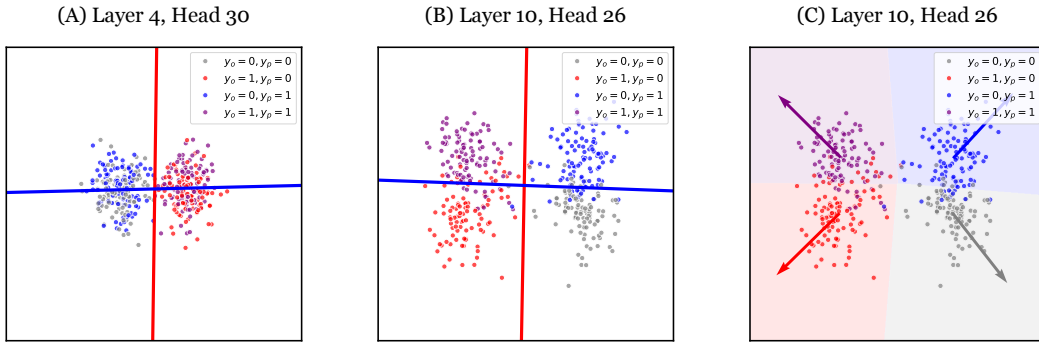 (A) Layer 4, Head 30
y_o = 0, y_p = 0
y_o = 1, y_p = 0
y_o = 0, y_p = 1
y_o = 1, y_p = 1
(B) Layer 10, Head 26
y_o = 0, y_p = 0
y_o = 1, y_p = 0
y_o = 0, y_p = 1
y_o = 1, y_p = 1
(C) Layer 10, Head 26
y_o = 0, y_p = 0
y_o = 1, y_p = 0
y_o = 0, y_p = 1
y_o = 1, y_p = 1